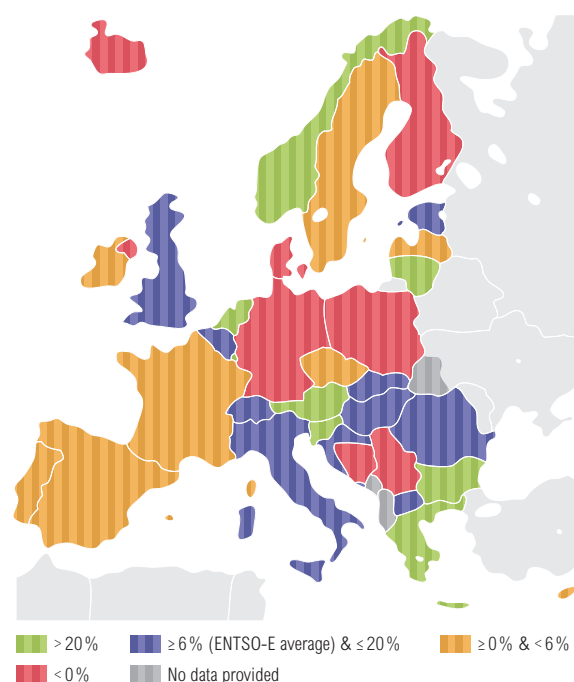 > 20 % ≥ 6 % (ENTSO-E average) & ≤ 20 % ≥ 0 % & < 6 %
< 0 % No data provided